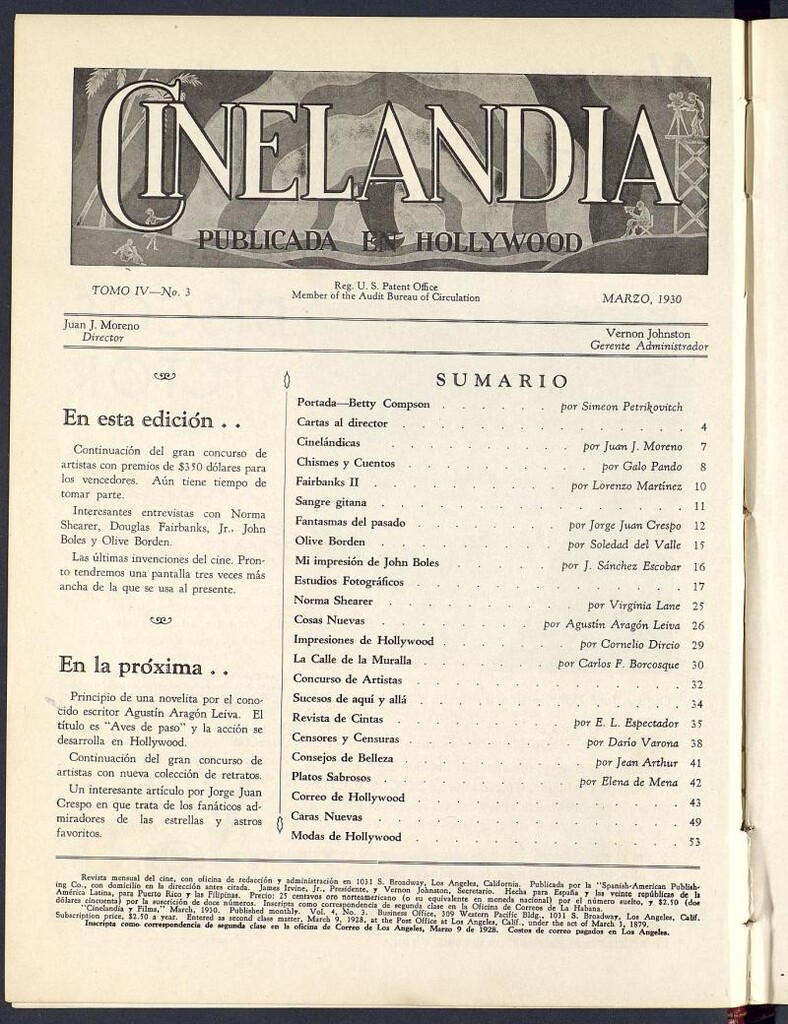 CINELANDIA
PUBLICADA EN HOLLYWOOD
TOMO IV—No. 3
Reg. U. S. Patent Office
Member of the Audit Bureau of Circulation
MARZO, 1930
Juan J. Moreno
Director
Vernon Johnston
Gerente Administrador
En esta edición . .
Continuación del gran concurso de
artistas con premios de $350 dólares para
los vencedores. Aún tiene tiempo de
tomar parte.
Interesantes entrevistas con Norma
Shearer, Douglas Fairbanks, Jr., John
Boles y Olive Borden.
Las últimas invenciones del cine. Pron-
to tendremos una pantalla tres veces más
ancha de la que se usa al presente.
En la próxima . .
Principio de una novelita por el cono-
cido escritor Agustín Aragón Leiva. El
título es "Aves de paso" y la acción se
desarrolla en Hollywood.
Continuación del gran concurso de
artistas con nueva colección de retratos.
Un interesante artículo por Jorge Juan
Crespo en que trata de los fanáticos ad-
miradores de las estrellas y astros
favoritos.
SUMARIO
Portada—Betty Compson . . . . . por Simeon Petrikovitch
Cartas al director . . . . . 4
Cinelándicas . . . . . por Juan J. Moreno 7
Chismes y Cuentos . . . . . por Galo Pando 8
Fairbanks II . . . . . por Lorenzo Martínez 10
Sangre gitana . . . . . 11
Fantasmas del pasado . . . . . por Jorge Juan Crespo 12
Olive Borden . . . . . por Soledad del Valle 15
Mi impresión de John Boles . . . . . por J. Sánchez Escobar 16
Estudios Fotográficos . . . . . 17
Norma Shearer . . . . . por Virginia Lane 25
Cosas Nuevas . . . . . por Agustín Aragón Leiva 26
Impresiones de Hollywood . . . . . por Cornelio Dircio 29
La Calle de la Muralla . . . . . por Carlos F. Borcosque 30
Concurso de Artistas . . . . . 32
Sucesos de aquí y allá . . . . . 34
Revista de Cintas . . . . . por E. L. Espectador 35
Censores y Censuras . . . . . por Darío Varona 38
Consejos de Belleza . . . . . por Jean Arthur 41
Platos Sabrosos . . . . . por Elena de Mena 42
Correo de Hollywood . . . . . 43
Caras Nuevas . . . . . 49
Modas de Hollywood . . . . . 53
Revista mensual del cine, con oficina de redacción y administración en 1031 S. Broadway, Los Angeles, California. Publicada por la "Spanish-American Publish-
ing Co., con domicilio en la dirección antes citada. James Irvine, Jr., Presidente, y Vernon Johnston, Secretario. Hecha para España y las veinte repúblicas de la
América Latina, para Puerto Rico y las Filipinas. Precio: 25 centavos oro norteamericano (o su equivalente en moneda nacional) por el número suelto, y $2.50 (dos
dólares cincuenta) por la suscrición de doce números. Inscripta como correspondencia de segunda clase en la Oficina de Correos de La Habana.
"Cinelandia y Films," March, 1930. Published monthly. Vol. 4, No. 3. Business Office, 309 Western Pacific Bldg., 1031 S. Broadway, Los Angeles, Calif.
Subscription price, $2.50 a year. Entered as second class matter, March 9, 1928, at the Post Office at Los Angeles, Calif., under the act of March 3, 1879.
Inscripta como correspondencia de segunda clase en la oficina de Correo de Los Angeles, Marzo 9 de 1928. Costos de correo pagados en Los Angeles.